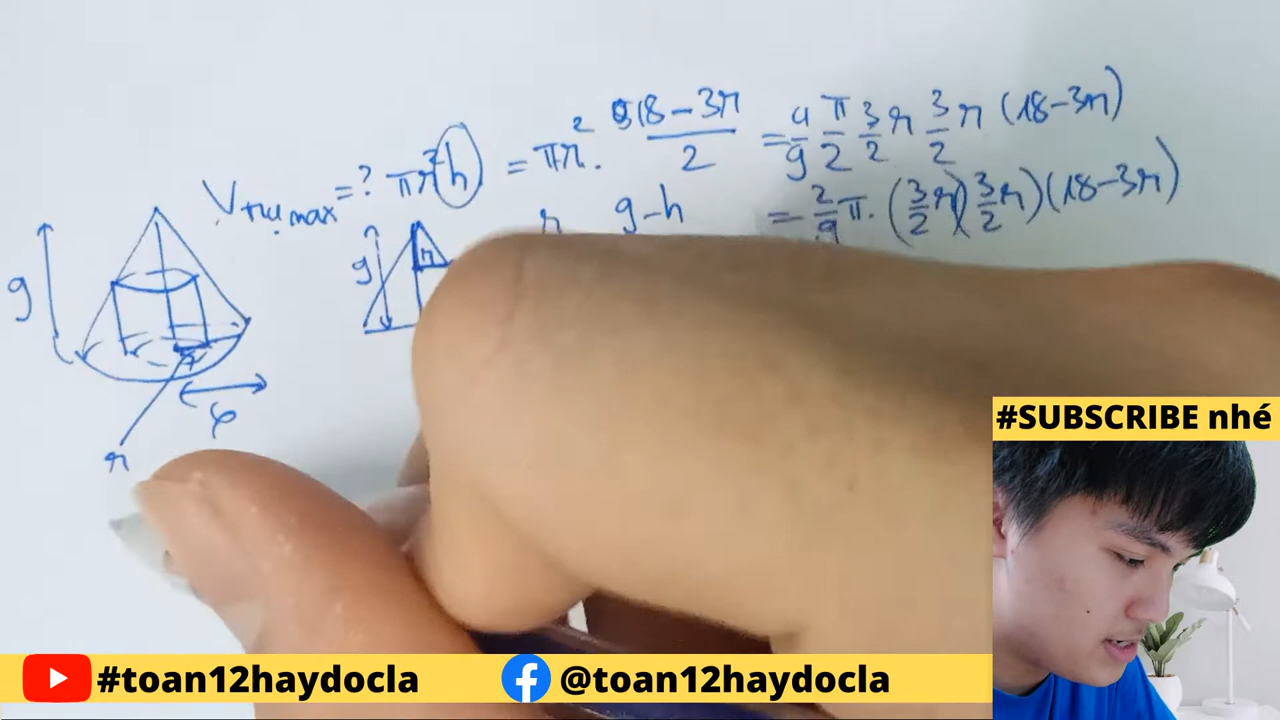 V trụ max = ? πr²h = πr² . (18-3r)/2 = 4/9 π/2 3/2 r 3/2 r (18-3r)
= 2/9 π . (3/2 r)(3/2 r)(18-3r)
r 9-h
9
9
h
r
#SUBSCRIBE nhé
#toan12haydocla
@toan12haydocla